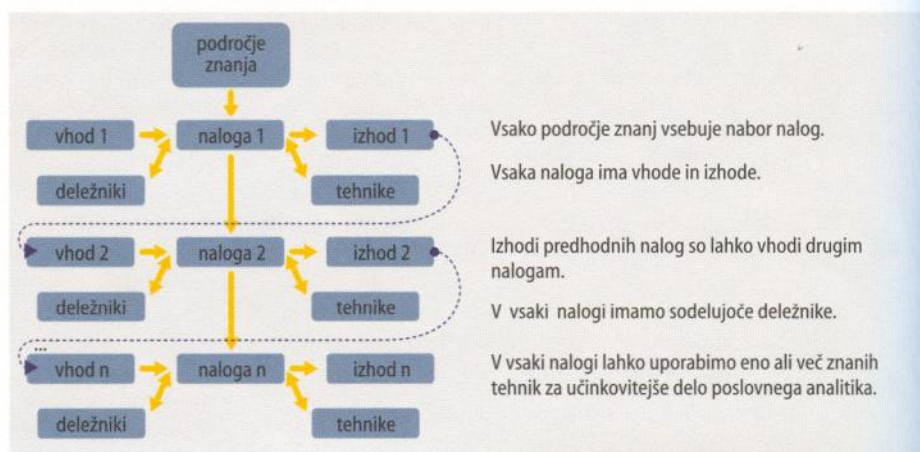 področje
znanja
vhod 1
naloga 1
izhod 1
deležniki
tehnike
vhod 2
naloga 2
izhod 2
deležniki
tehnike
...
vhod n
naloga n
izhod n
deležniki
tehnike
Vsako področje znanj vsebuje nabor nalog.
Vsaka naloga ima vhode in izhode.
Izhodi predhodnih nalog so lahko vhodi drugim
nalogam.
V vsaki nalogi imamo sodelujoče deležnike.
V vsaki nalogi lahko uporabimo eno ali več znanih
tehnik za učinkovitejše delo poslovnega analitika.